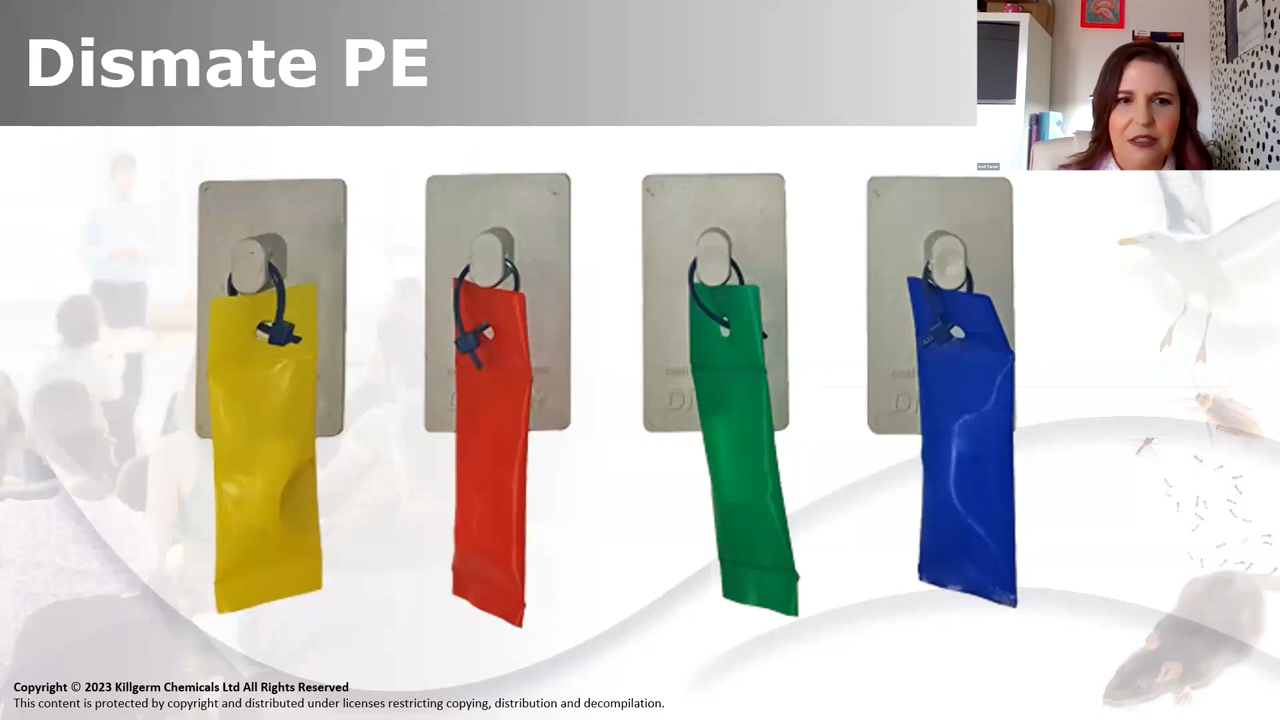 Dismate PE
Copyright © 2023 Killgerm Chemicals Ltd All Rights Reserved
This content is protected by copyright and distributed under licenses restricting copying, distribution and decompilation.